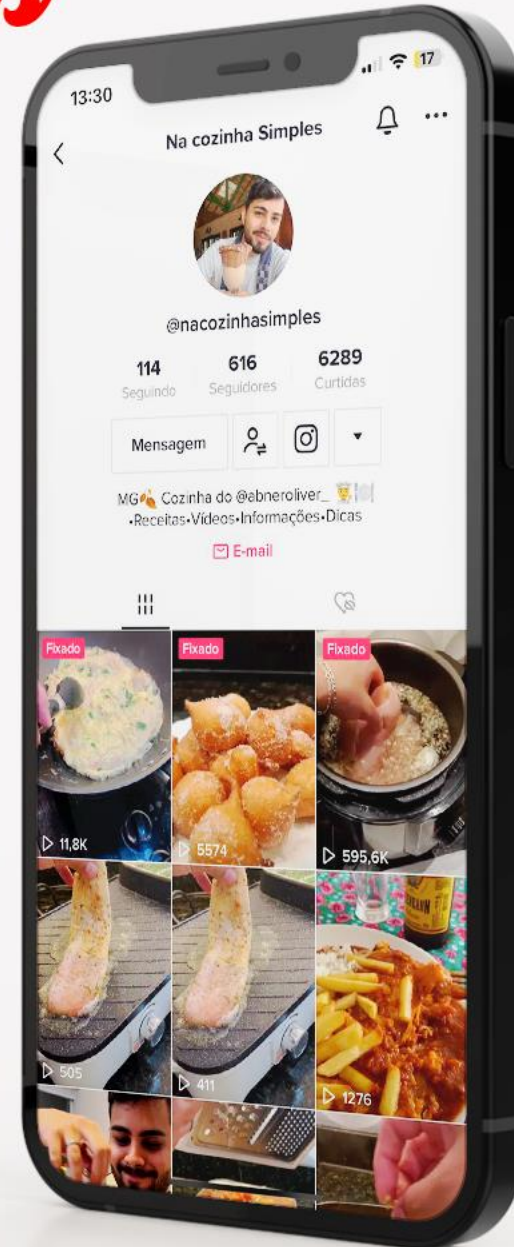 13:30
17
Na cozinha Simples
@nacozinhasimples
114 616 6289
Seguindo Seguidores Curtidas
Mensagem
MG🍂 Cozinha do @abneroliver_ 👨‍🍳🍽️
•Receitas•Vídeos•Informações•Dicas
E-mail
Fixado Fixado Fixado
11,8K 5574 595,6K
505 411 1276